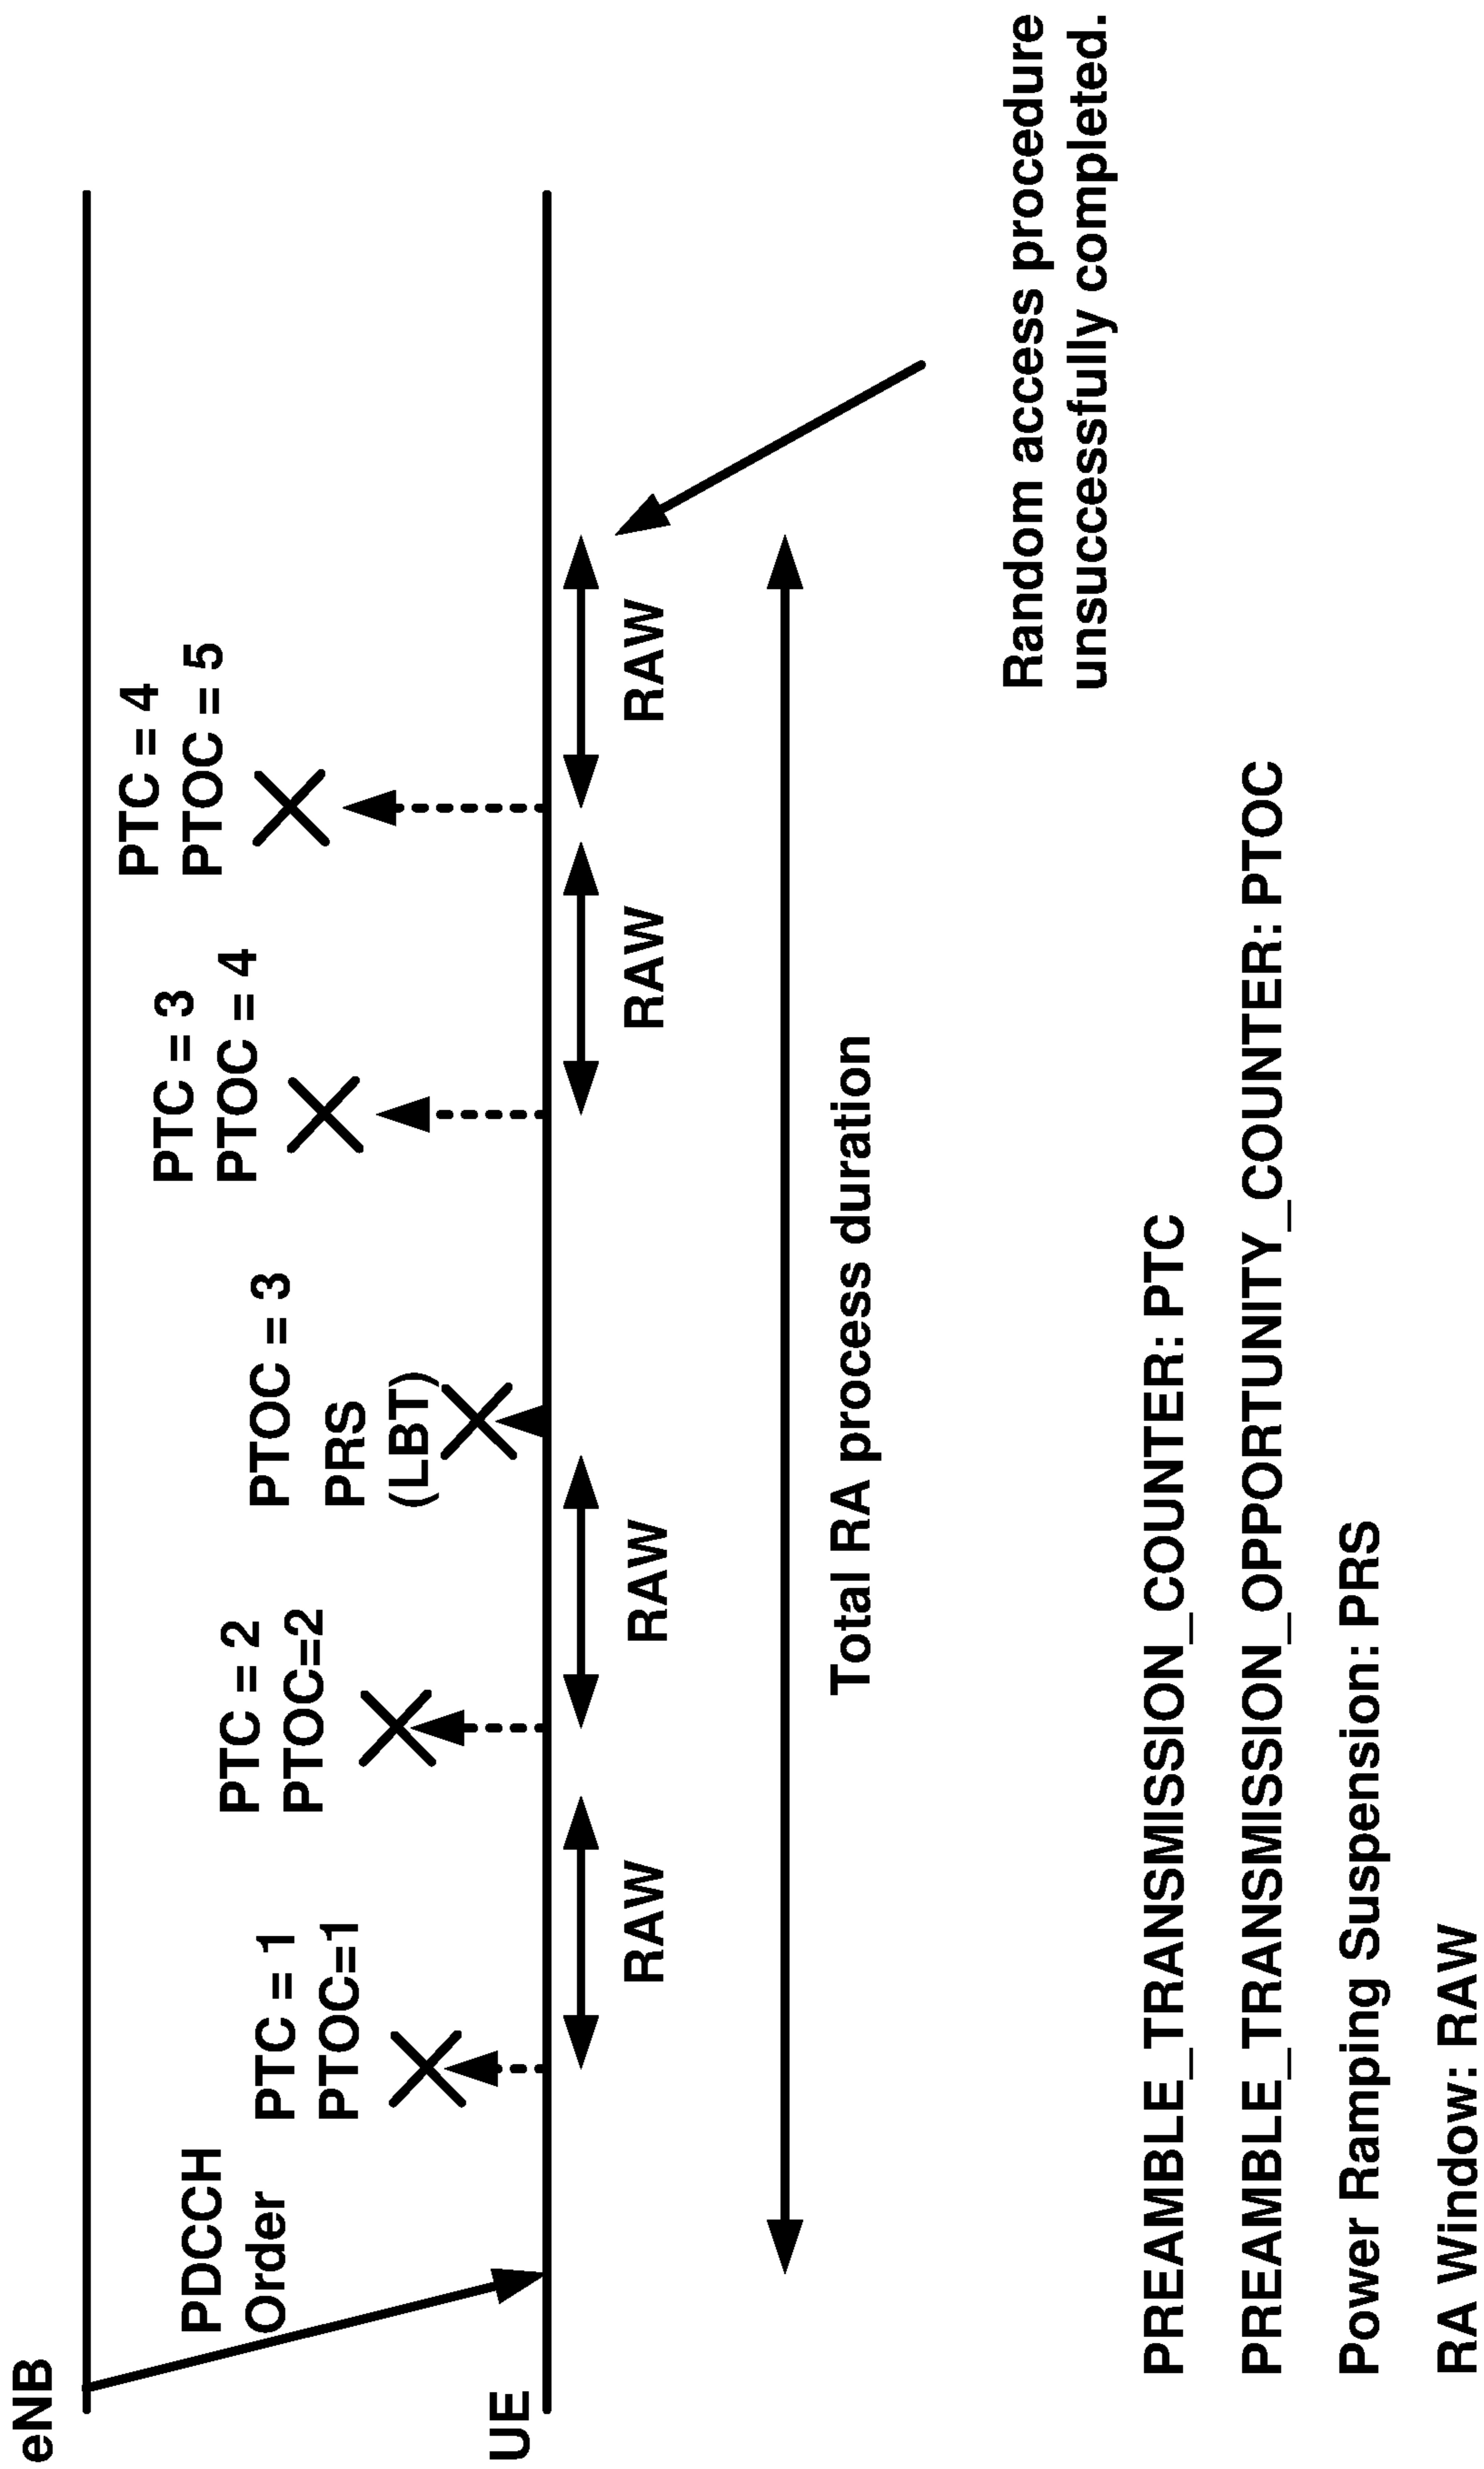 eNB
PDCCH
Order
PTC = 1
PTOC=1
PTC = 2
PTOC=2
PTOC = 3
PRS
(LBT)
PTC = 3
PTOC = 4
PTC = 4
PTOC = 5
UE
RAW
RAW
RAW
RAW
Total RA process duration
Random access procedure
unsuccessfully completed.
PREAMBLE_TRANSMISSION_COUNTER: PTC
PREAMBLE_TRANSMISSION_OPPORTUNITY_COUNTER: PTOC
Power Ramping Suspension: PRS
RA Window: RAW